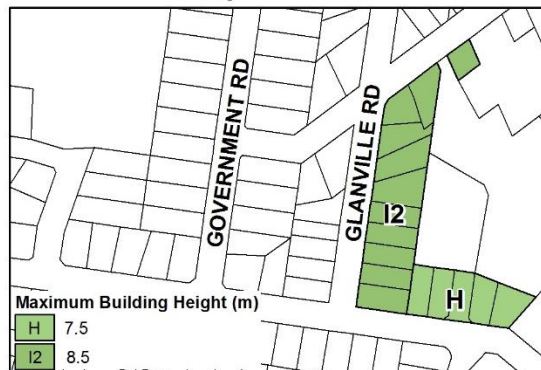 GOVERNMENT RD
GLANVILLE RD
I2
H
Maximum Building Height (m)
H 7.5
I2 8.5